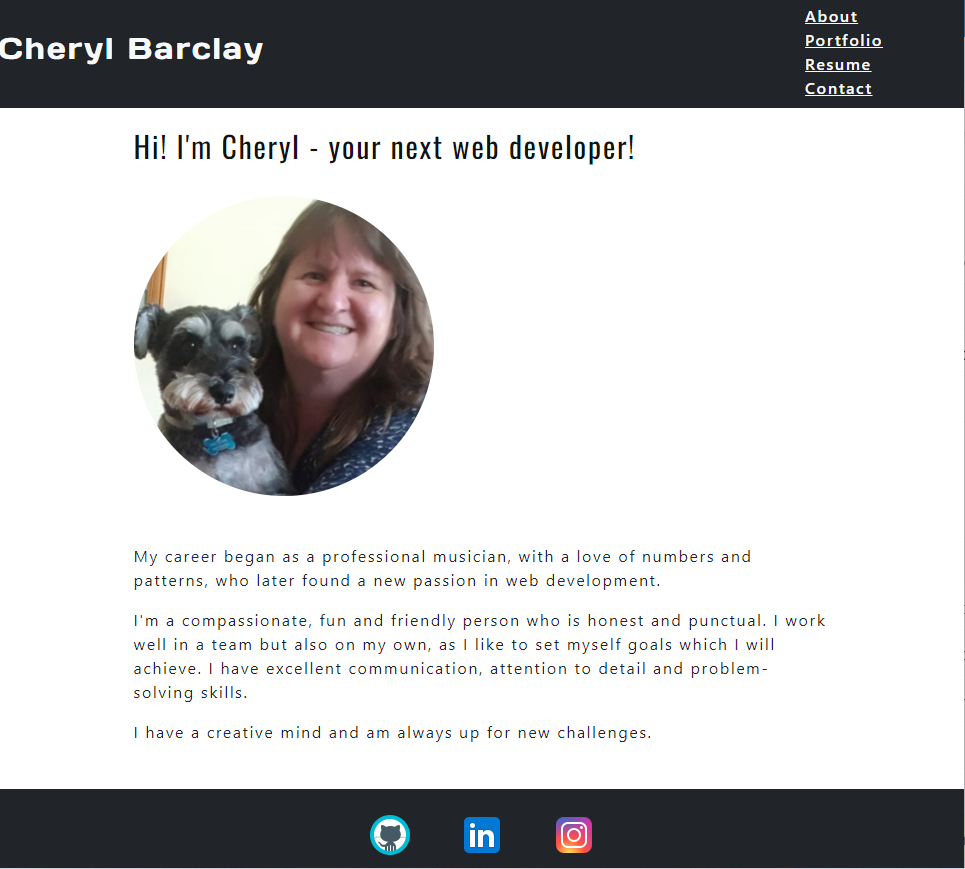 Cheryl Barclay
About
Portfolio
Resume
Contact
Hi! I'm Cheryl - your next web developer!
My career began as a professional musician, with a love of numbers and
patterns, who later found a new passion in web development.
I'm a compassionate, fun and friendly person who is honest and punctual. I work
well in a team but also on my own, as I like to set myself goals which I will
achieve. I have excellent communication, attention to detail and problem-
solving skills.
I have a creative mind and am always up for new challenges.
in